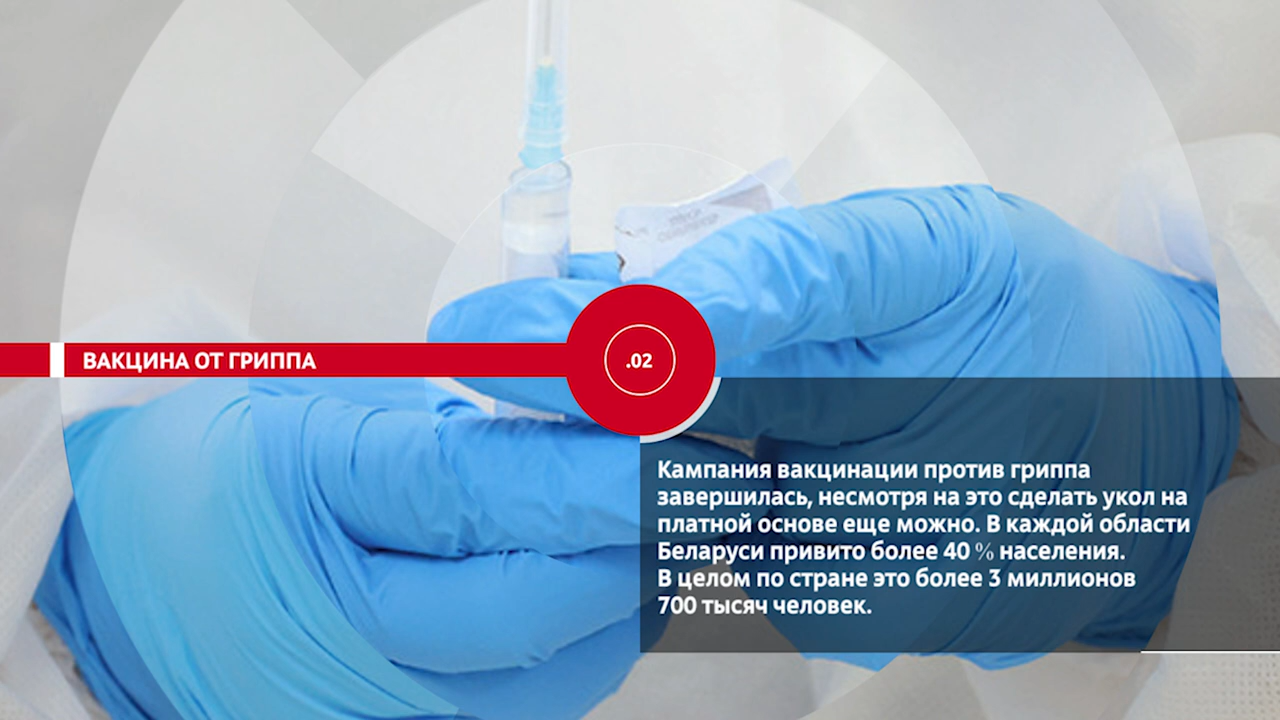 ВАКЦИНА ОТ ГРИППА
.02
Кампания вакцинации против гриппа
завершилась, несмотря на это сделать укол на
платной основе еще можно. В каждой области
Беларуси привито более 40 % населения.
В целом по стране это более 3 миллионов
700 тысяч человек.